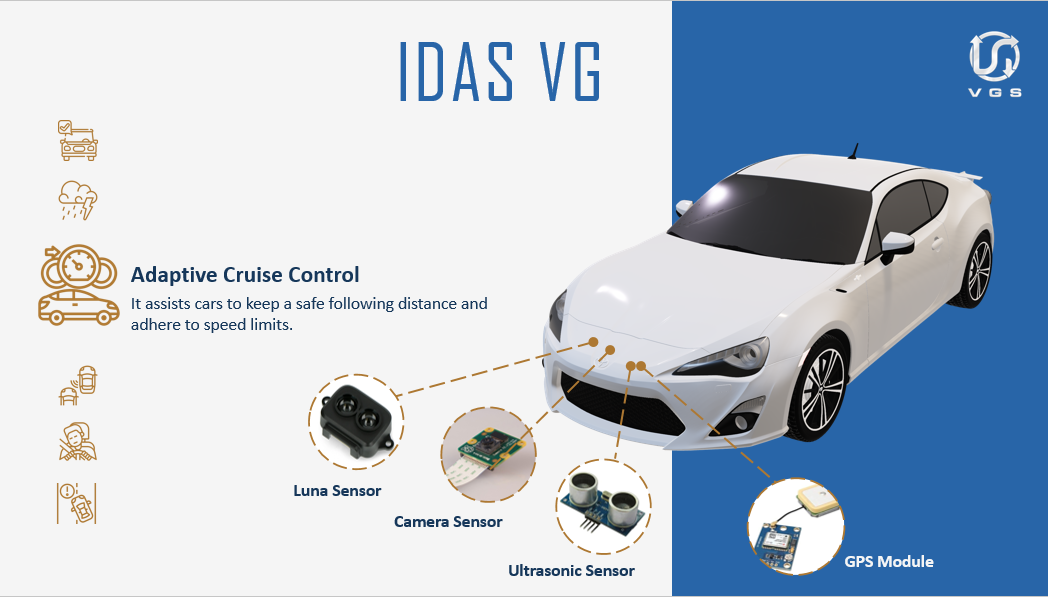 IDAS VG
VGS
Adaptive Cruise Control
It assists cars to keep a safe following distance and
adhere to speed limits.
Luna Sensor
Camera Sensor
Ultrasonic Sensor
GPS Module